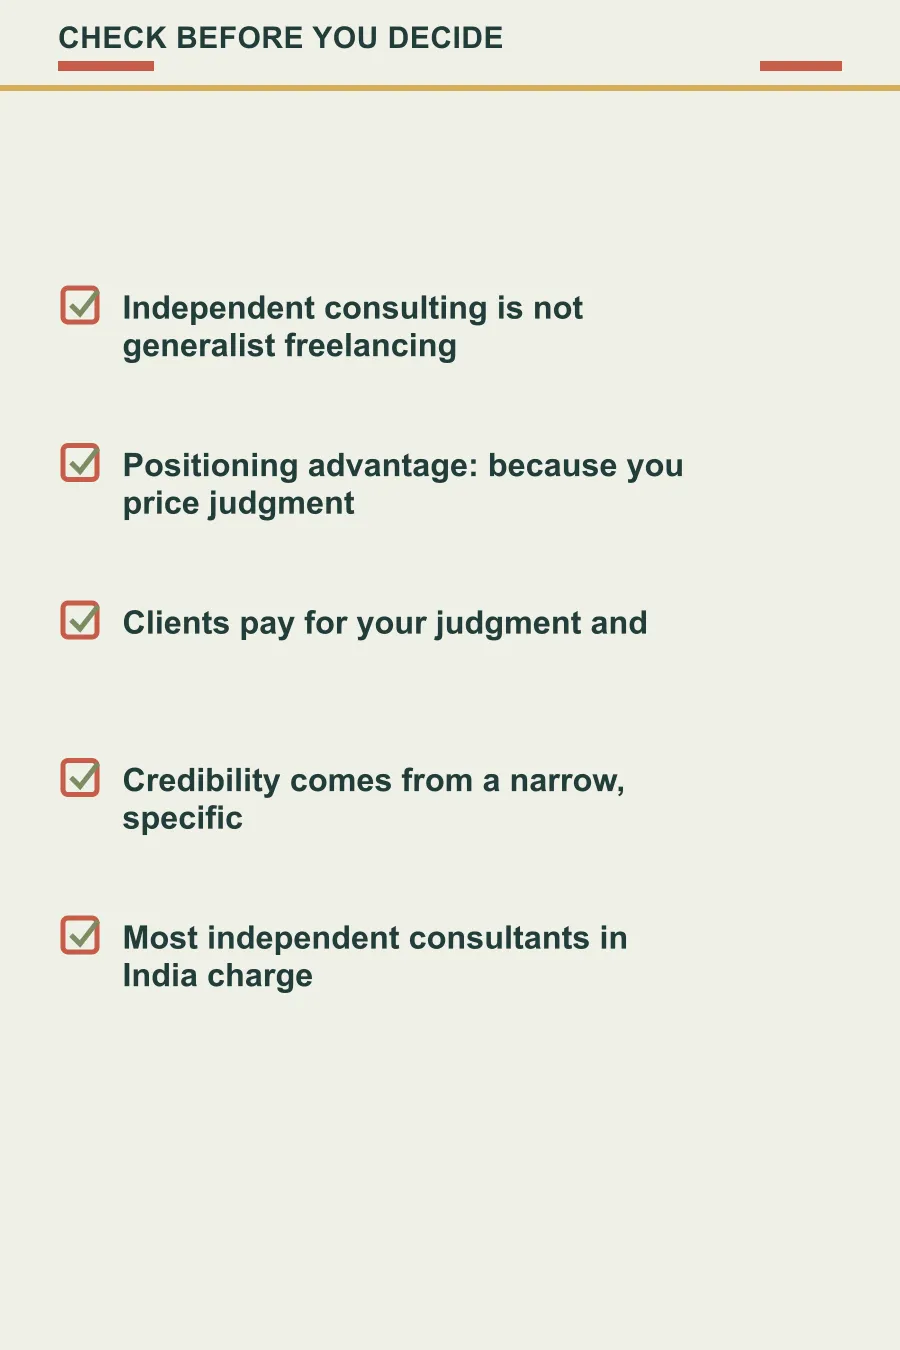 CHECK BEFORE YOU DECIDE
Independent consulting is not
generalist freelancing
Positioning advantage: because you
price judgment
Clients pay for your judgment and
Credibility comes from a narrow,
specific
Most independent consultants in
India charge